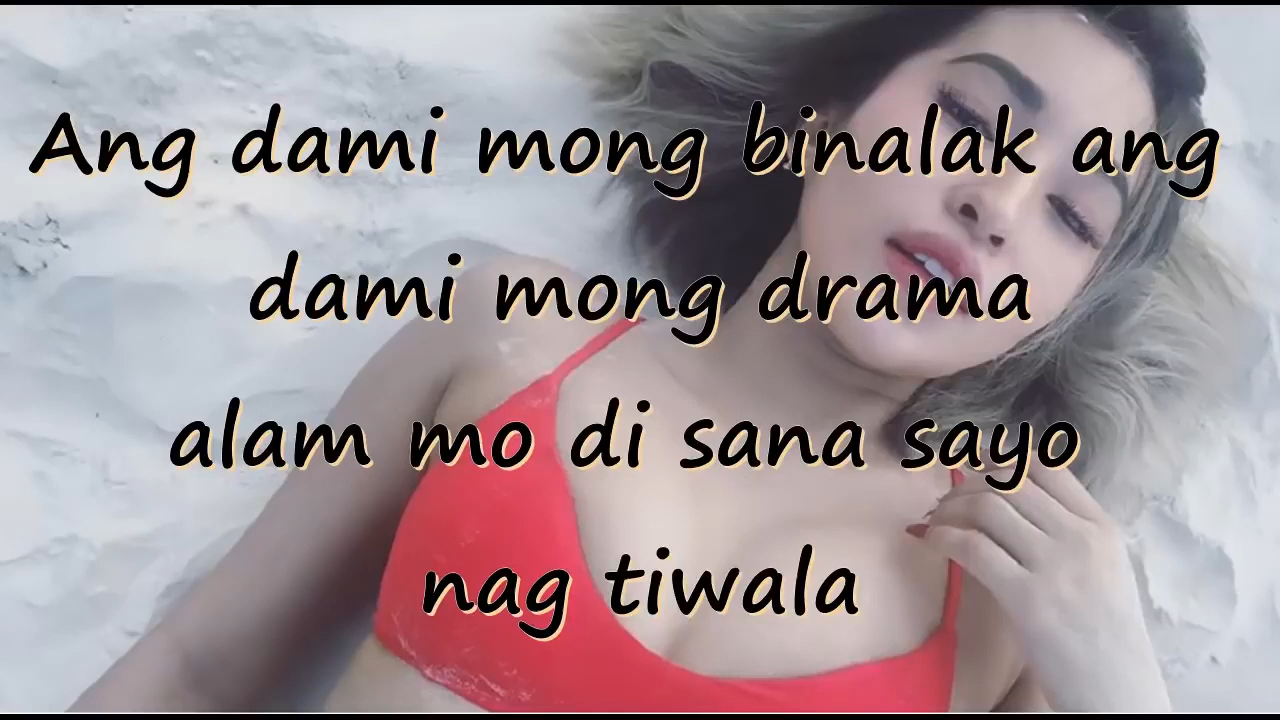 Ang dami mong binalak ang
dami mong drama
alam mo di sana sayo
nag tiwala